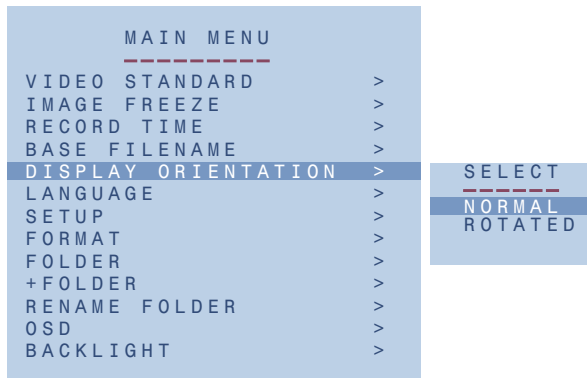 MAIN MENU
VIDEO STANDARD >
IMAGE FREEZE >
RECORD TIME >
BASE FILENAME >
DISPLAY ORIENTATION >
LANGUAGE >
SETUP >
FORMAT >
FOLDER >
+FOLDER >
RENAME FOLDER >
OSD >
BACKLIGHT >
SELECT
NORMAL
ROTATED